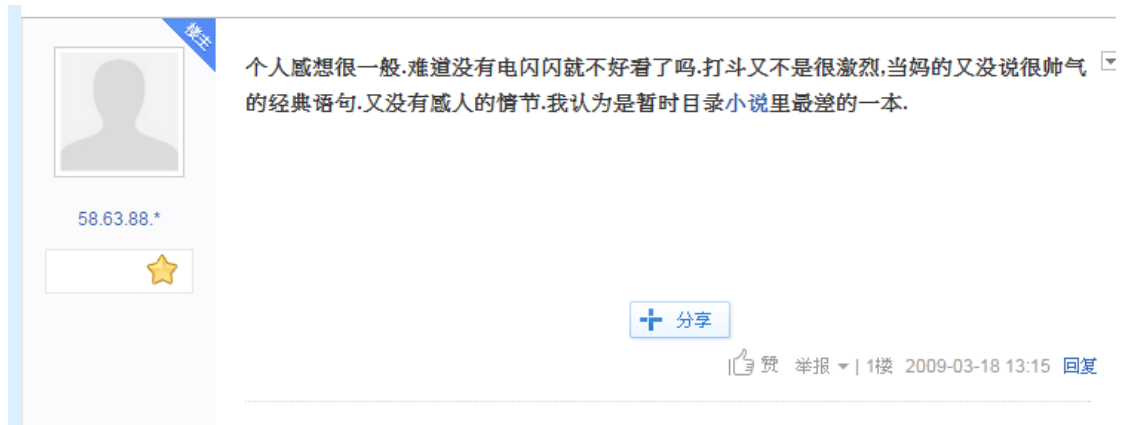 楼主
个人感想很一般.难道没有电闪闪就不好看了吗.打斗又不是很激烈,当妈的又没说很帅气
的经典语句.又没有感人的情节.我认为是暂时目录小说里最差的一本.
58.63.88.*
分享
赞 举报 | 1楼 2009-03-18 13:15 回复